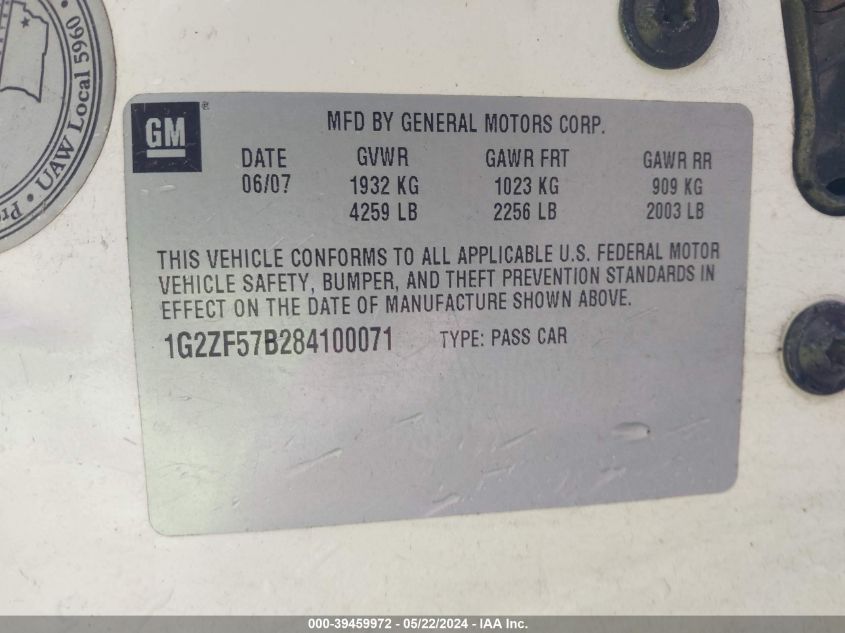 UAW Local 5960 •
GM
®
MFD BY GENERAL MOTORS CORP.
DATE GVWR GAWR FRT GAWR RR
06/07 1932 KG 1023 KG 909 KG
4259 LB 2256 LB 2003 LB
THIS VEHICLE CONFORMS TO ALL APPLICABLE U.S. FEDERAL MOTOR
VEHICLE SAFETY, BUMPER, AND THEFT PREVENTION STANDARDS IN
EFFECT ON THE DATE OF MANUFACTURE SHOWN ABOVE.
1G2ZF57B284100071 TYPE: PASS CAR
000-39459972 - 05/22/2024 - IAA Inc.